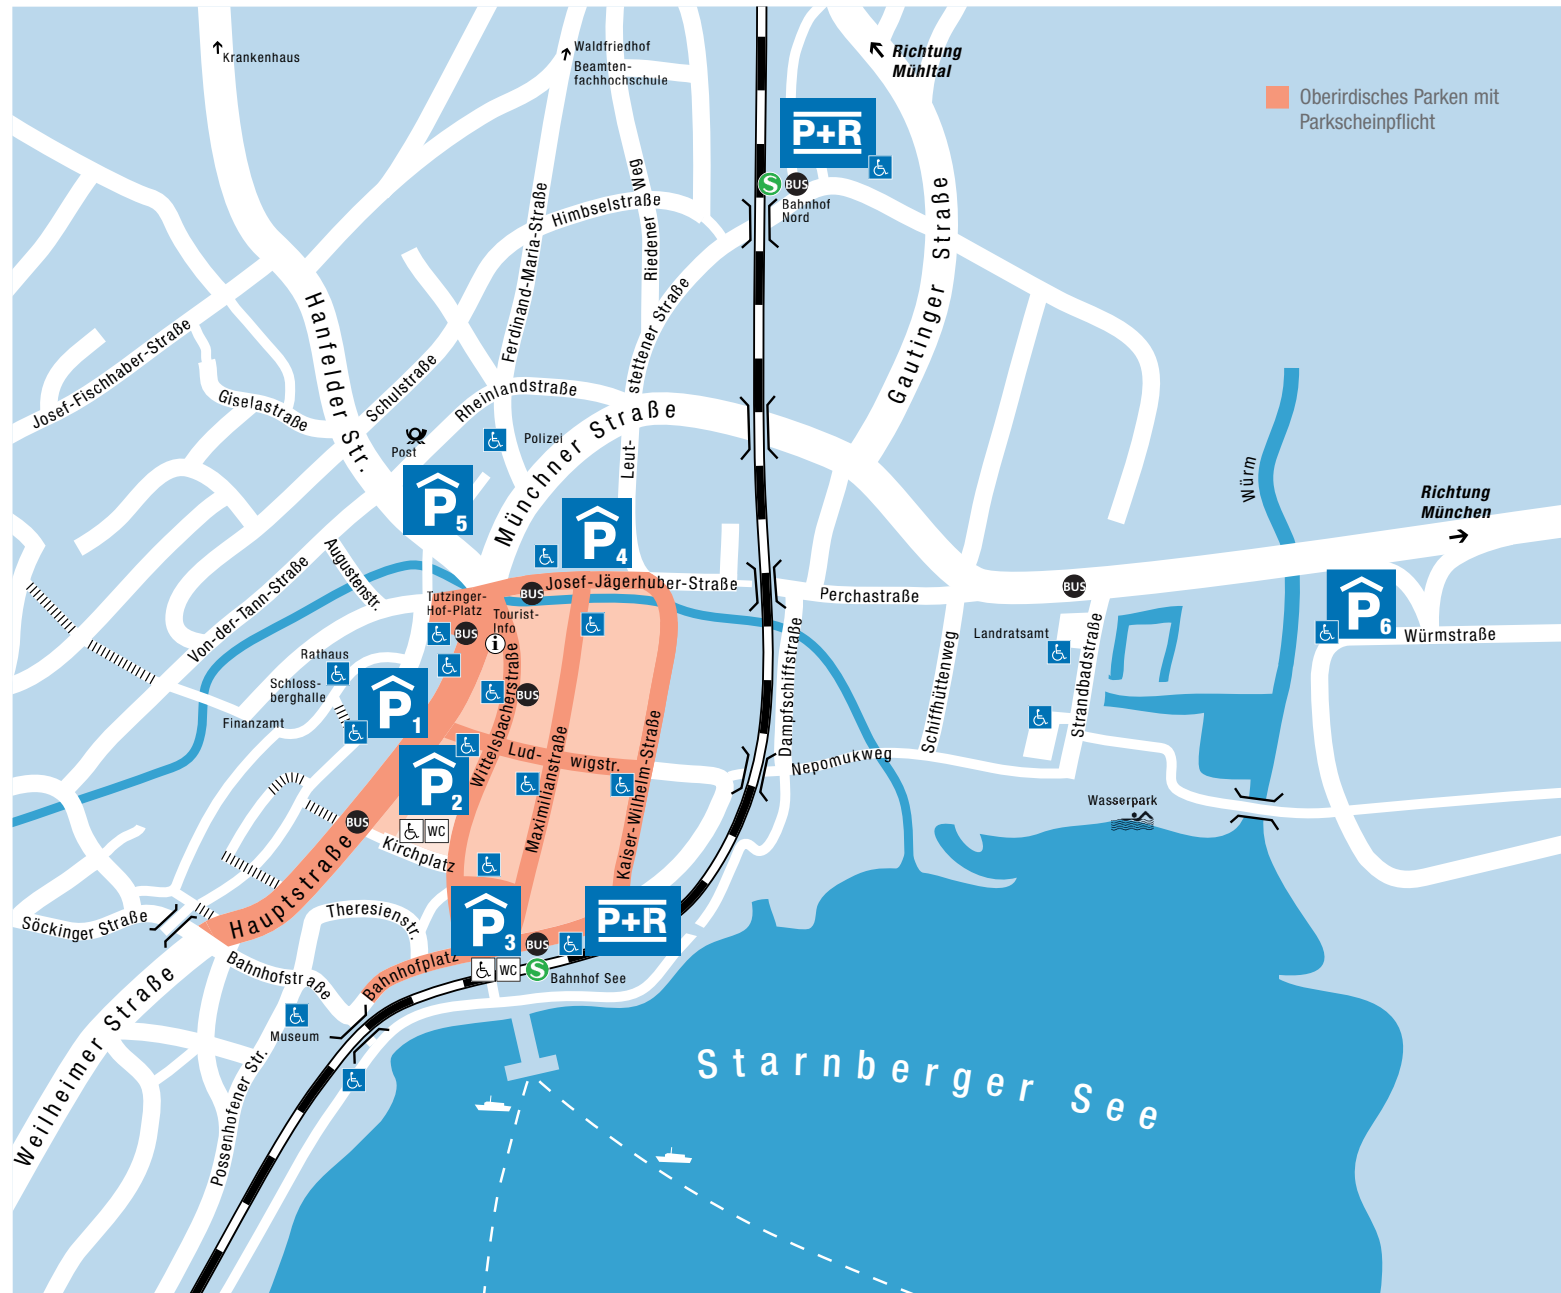 Krankenhaus
Waldfriedhof
Beamten-
fachhochschule
Richtung
Mühltal
Oberirdisches Parken mit
Parkscheinpflicht
P+R
S
BUS
Bahnhof
Nord
Himbselstraße
Riedener Weg
Ferdinand-Maria-Straße
Gautinger Straße
Hanfelder Str.
Josef-Fischhaber-Straße
Leut-
stettener Straße
Schulstraße
Giselastraße
Rheinlandstraße
Münchner Straße
Post
Polizei
P5
P4
Würm
Richtung
München
Von-der-Tann-Straße
Augustenstr.
Josef-Jägerhuber-Straße
BUS
Perchastraße
BUS
Tutzinger-
Hof-Platz
BUS
Tourist-
Info
i
P6
Würmstraße
Landratsamt
Strandbadstraße
Schiffhüttenweg
Dampfschiffstraße
Nepomukweg
Rathaus
Schloss-
berghalle
Finanzamt
P1
BUS
Wittelsbacherstraße
Maximilianstraße
Kaiser-Wilhelm-Straße
Lud-
wigstr.
P2
WC
BUS
Kirchplatz
Hauptstraße
Wasserpark
Söckinger Straße
Theresienstr.
P3
P+R
BUS
WC
S
Bahnhof See
Bahnhofplatz
Bahnhofstraße
Museum
Weilheimer Straße
Possenhofener Str.
Starnberger See